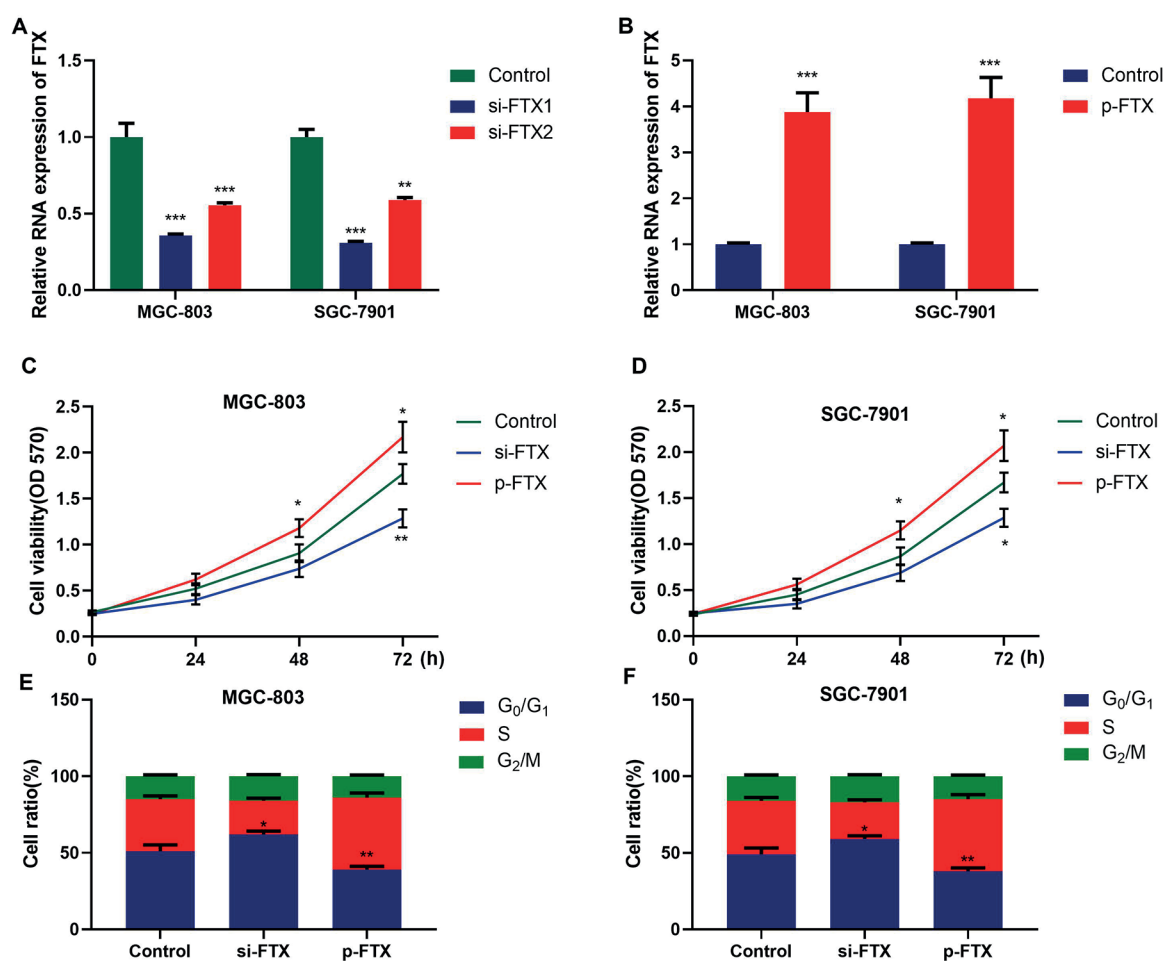 A
Relative RNA expression of FTX
1.5
1.0
0.5
0.0
***
***
***
**
MGC-803
SGC-7901
Control
si-FTX1
si-FTX2
B
Relative RNA expression of FTX
5
4
3
2
1
0
***
***
MGC-803
SGC-7901
Control
p-FTX
C
MGC-803
Cell viability(OD 570)
2.5
2.0
1.5
1.0
0.5
0.0
*
*
**
0
24
48
72 (h)
Control
si-FTX
p-FTX
D
SGC-7901
Cell viability(OD 570)
2.5
2.0
1.5
1.0
0.5
0.0
*
*
*
0
24
48
72 (h)
Control
si-FTX
p-FTX
E
MGC-803
Cell ratio(%)
150
100
50
0
*
**
Control
si-FTX
p-FTX
G0/G1
S
G2/M
F
SGC-7901
Cell ratio(%)
150
100
50
0
*
**
Control
si-FTX
p-FTX
G0/G1
S
G2/M